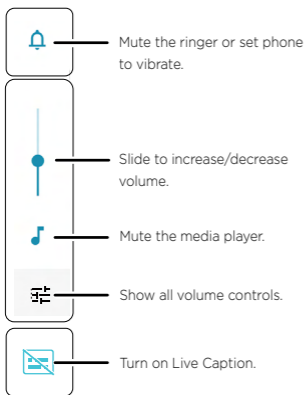 Mute the ringer or set phone
to vibrate.
Slide to increase/decrease
volume.
Mute the media player.
Show all volume controls.
Turn on Live Caption.